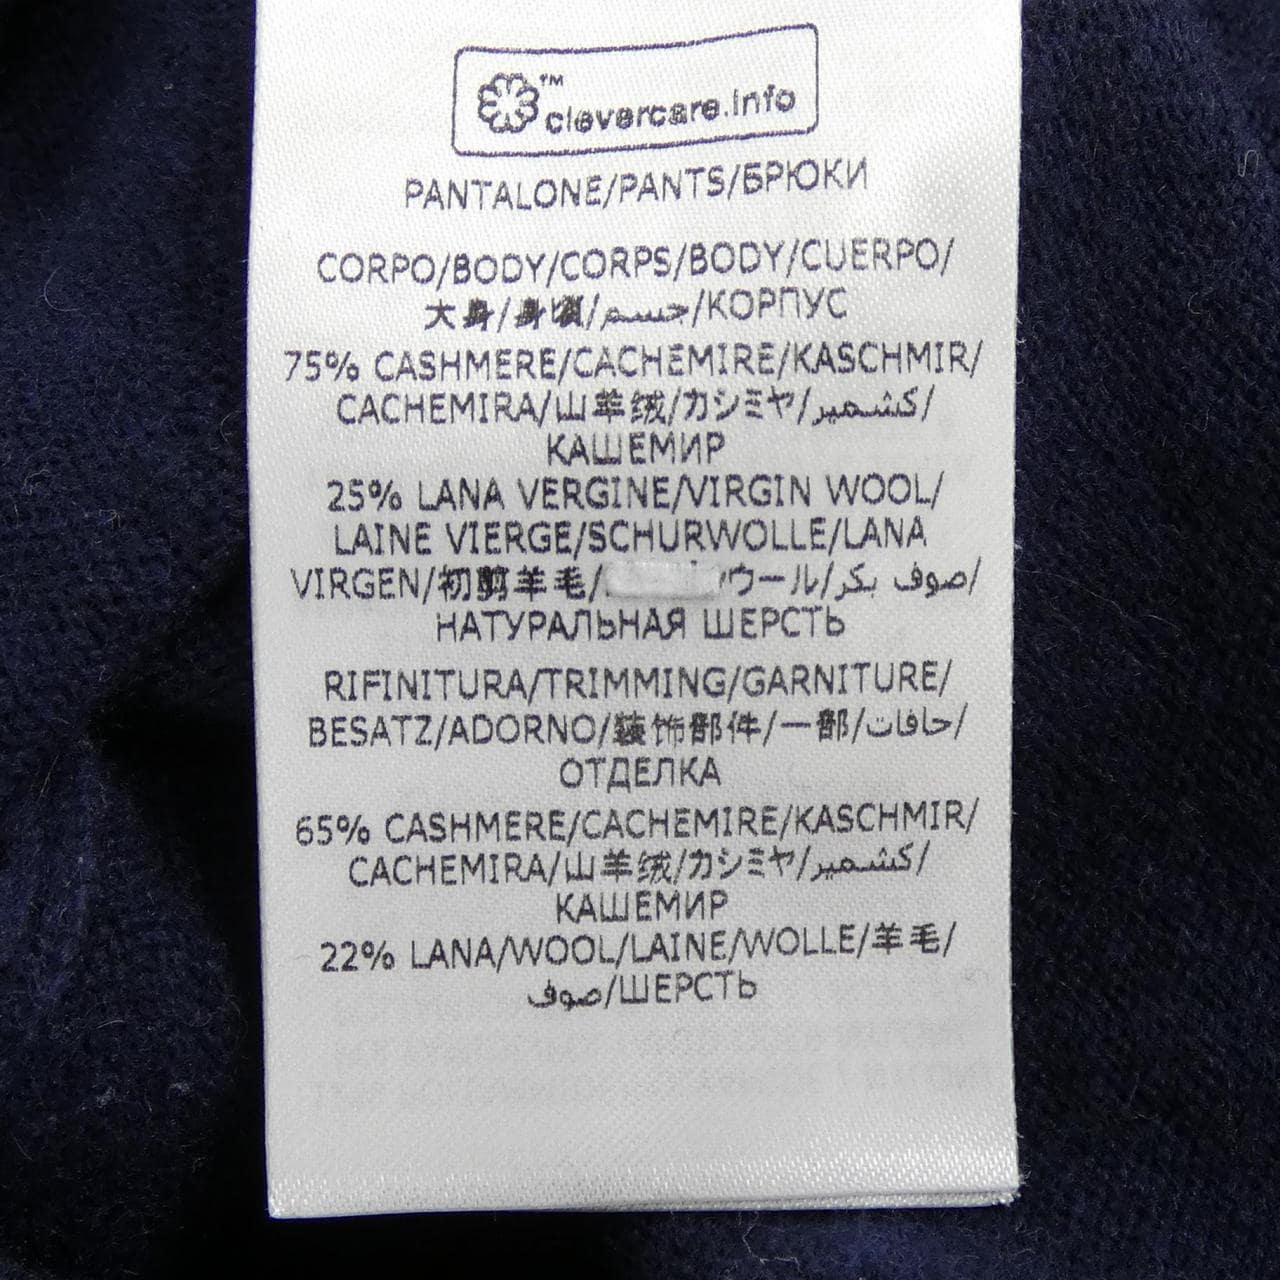 clevercare.info
PANTALONE/PANTS/БРЮКИ
CORPO/BODY/CORPS/BODY/CUERPO/
大身/身頃/جسم/КОРПУС
75% CASHMERE/CACHEMIRE/KASCHMIR/
CACHEMIRA/山羊绒/カシミヤ/كشمير/
КАШЕМИР
25% LANA VERGINE/VIRGIN WOOL/
LAINE VIERGE/SCHURWOLLE/LANA
VIRGEN/初剪羊毛/ウール/صوف بكر/
НАТУРАЛЬНАЯ ШЕРСТЬ
RIFINITURA/TRIMMING/GARNITURE/
BESATZ/ADORNO/装饰部件/一部/حافات/
ОТДЕЛКА
65% CASHMERE/CACHEMIRE/KASCHMIR/
CACHEMIRA/山羊绒/カシミヤ/كشمير/
КАШЕМИР
22% LANA/WOOL/LAINE/WOLLE/羊毛/
صوف/ШЕРСТЬ